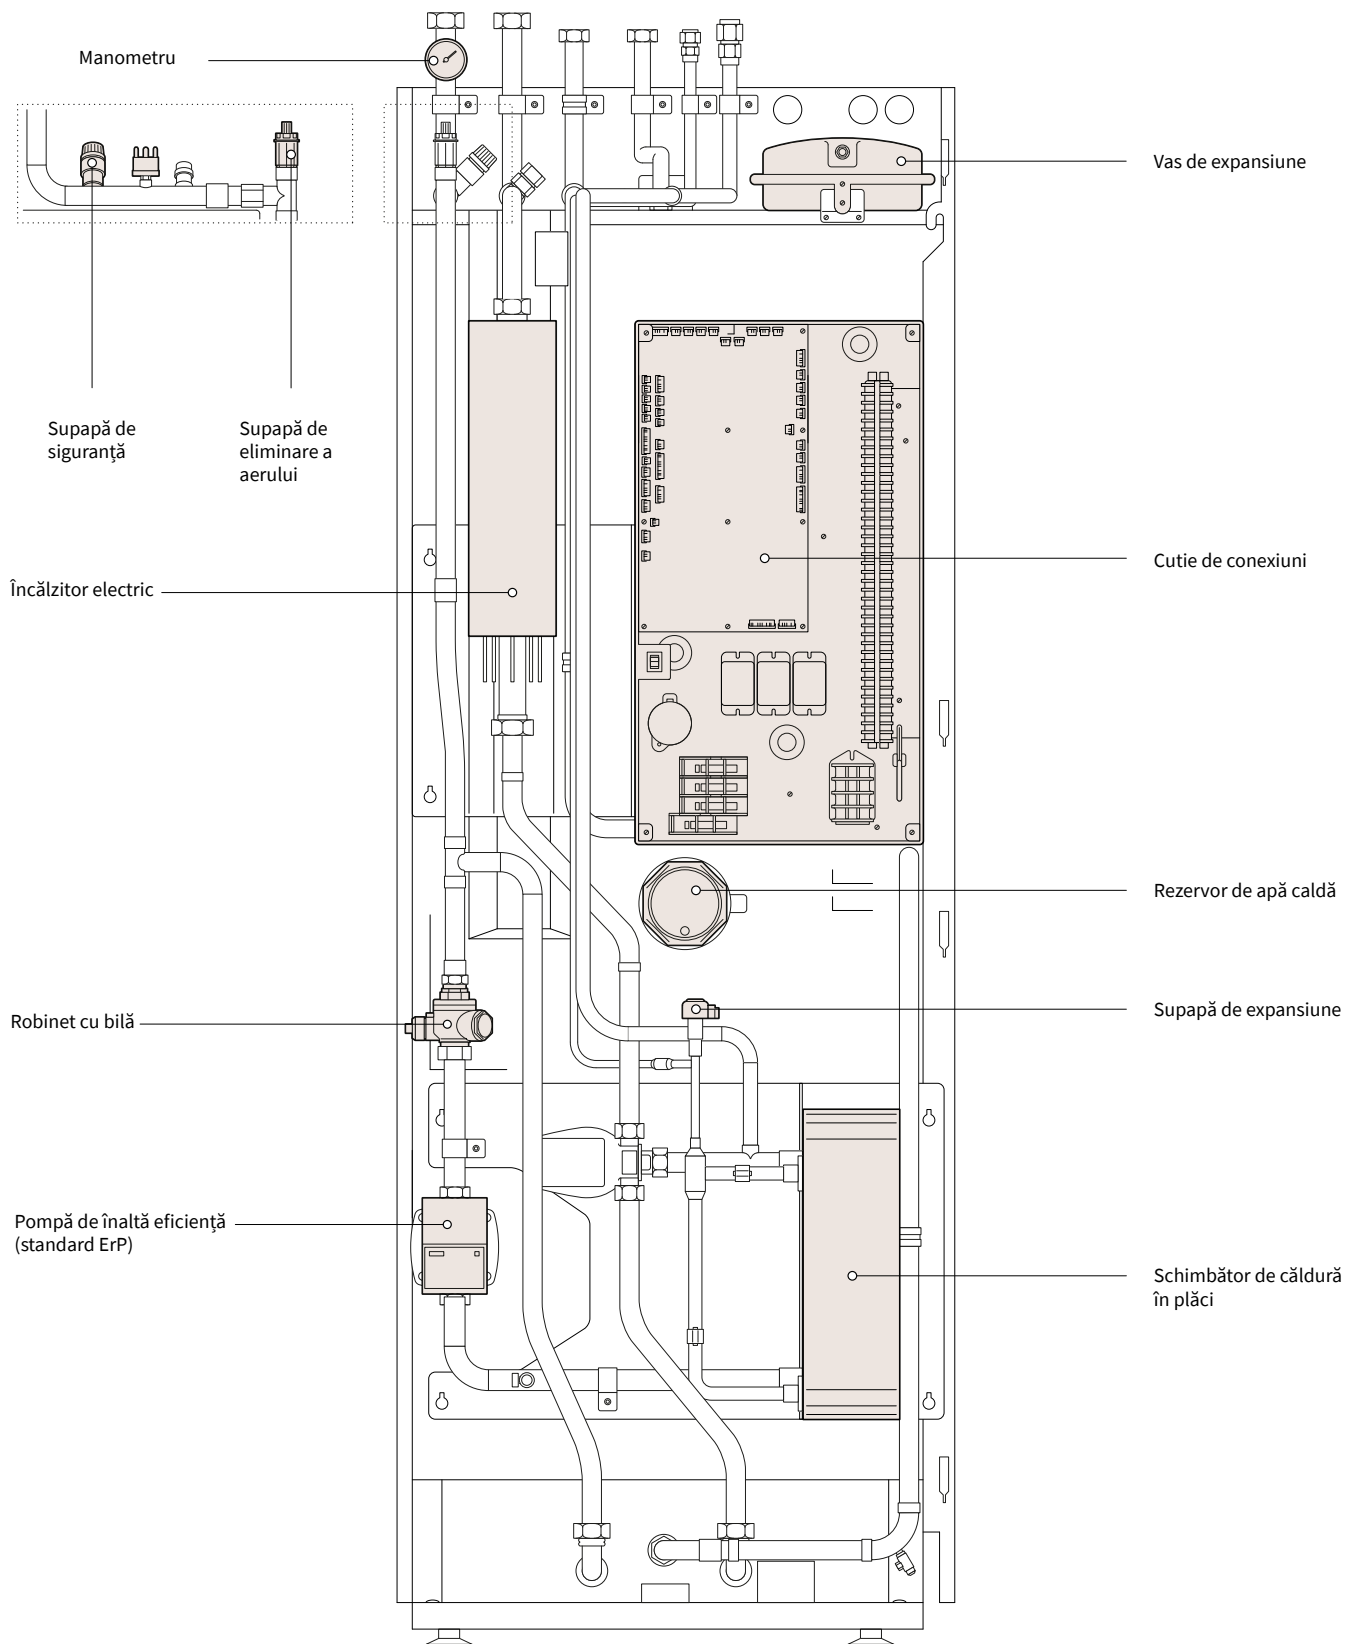 Manometru
Vas de expansiune
Supapă de
siguranță
Supapă de
eliminare a
aerului
Cutie de conexiuni
Încălzitor electric
Rezervor de apă caldă
Supapă de expansiune
Robinet cu bilă
Pompă de înaltă eficiență
(standard ErP)
Schimbător de căldură
în plăci